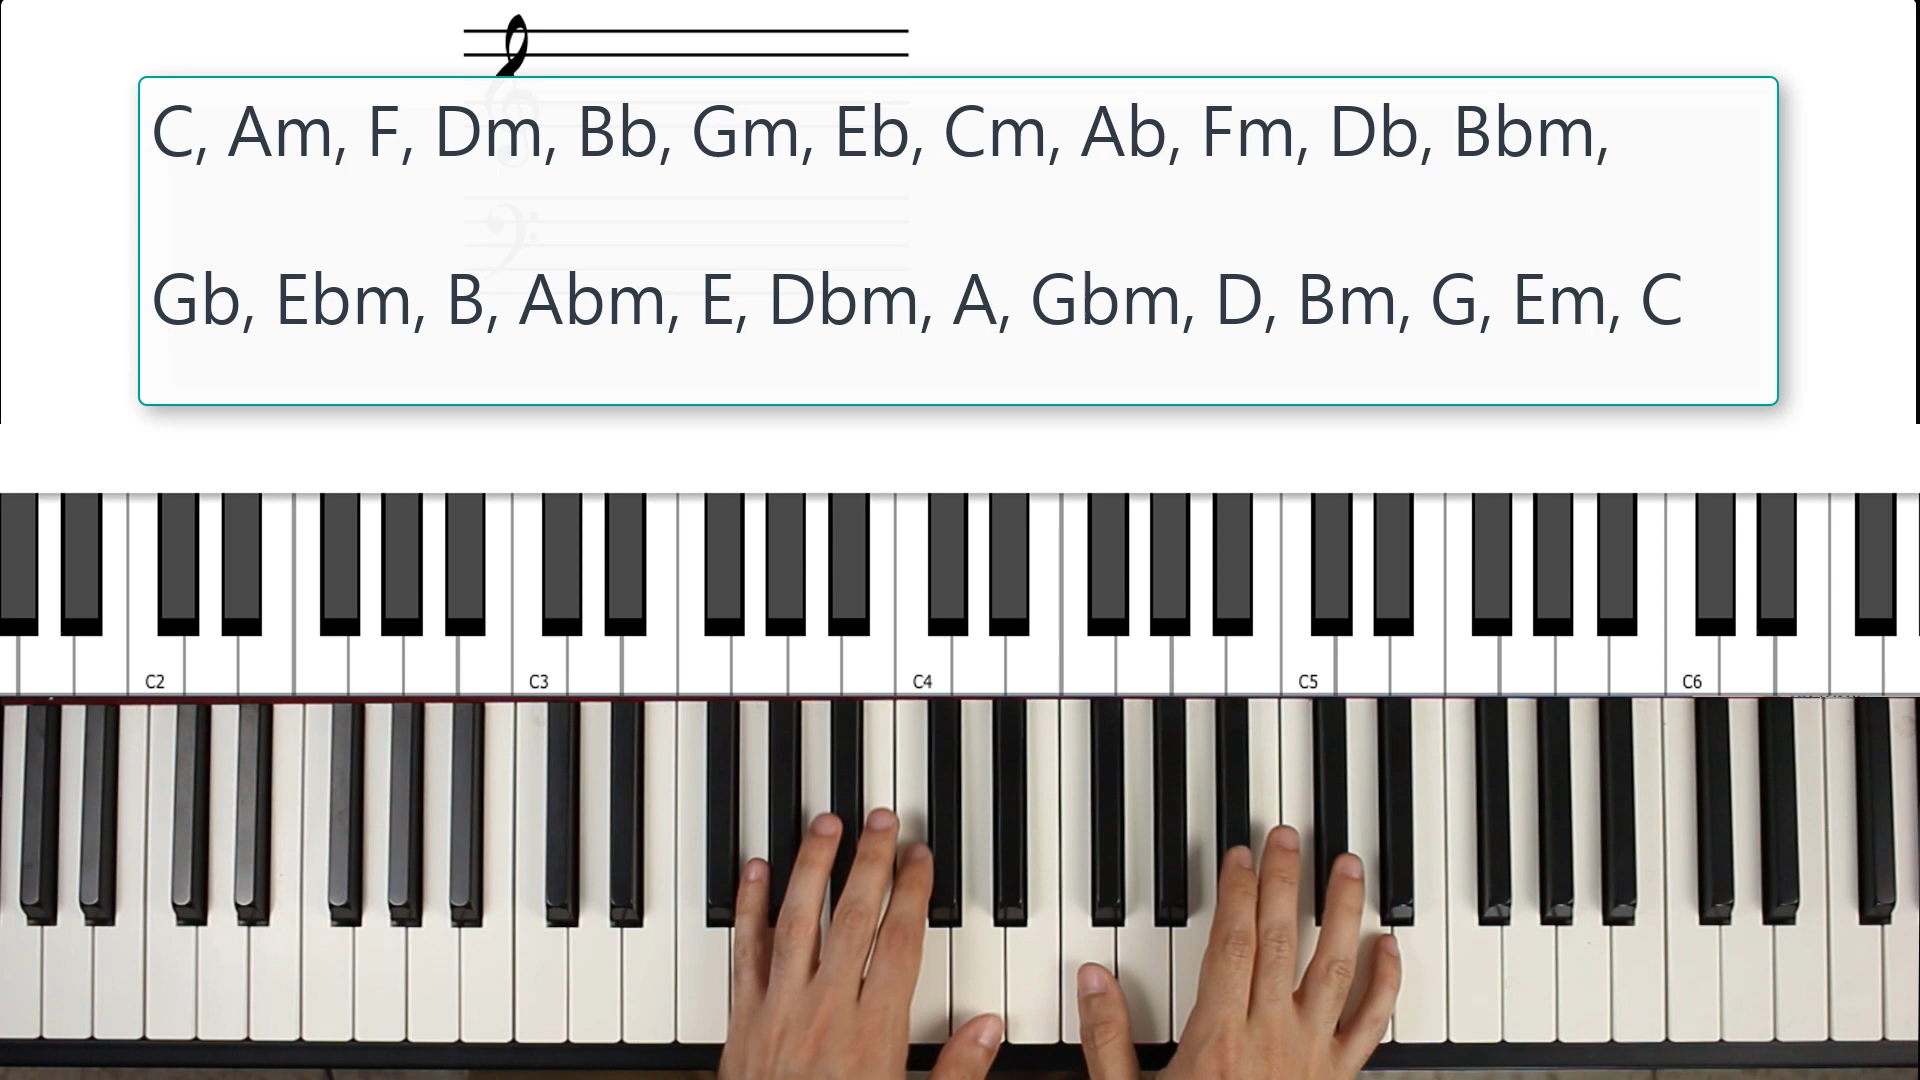 C, Am, F, Dm, Bb, Gm, Eb, Cm, Ab, Fm, Db, Bbm,
Gb, Ebm, B, Abm, E, Dbm, A, Gbm, D, Bm, G, Em, C
C2 C3 C4 C5 C6